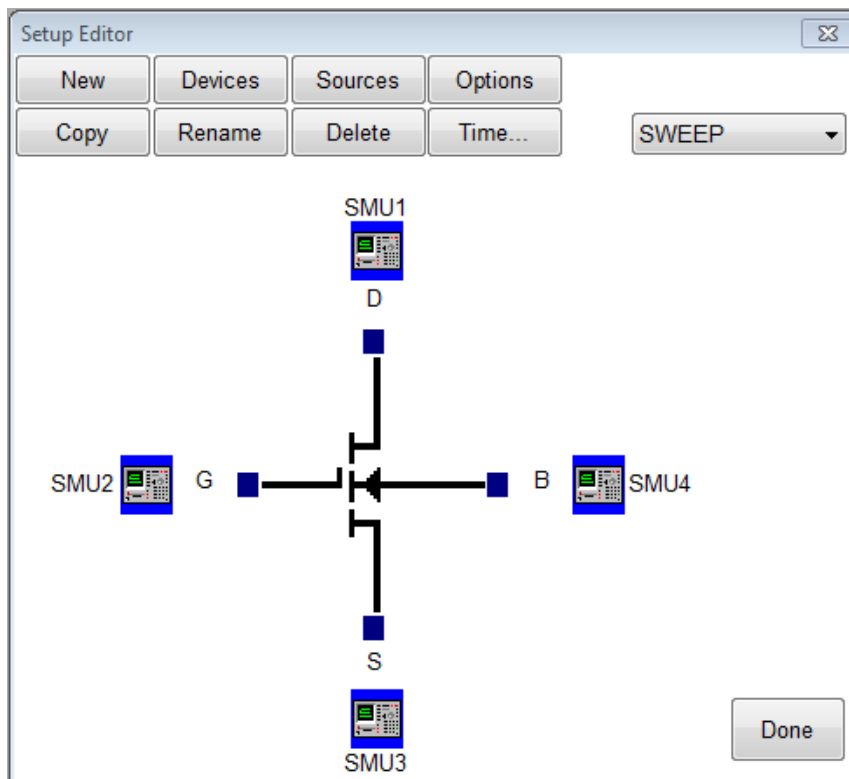 Setup Editor
New Devices Sources Options
Copy Rename Delete Time... SWEEP
SMU1
D
SMU2 G B SMU4
S
SMU3
Done